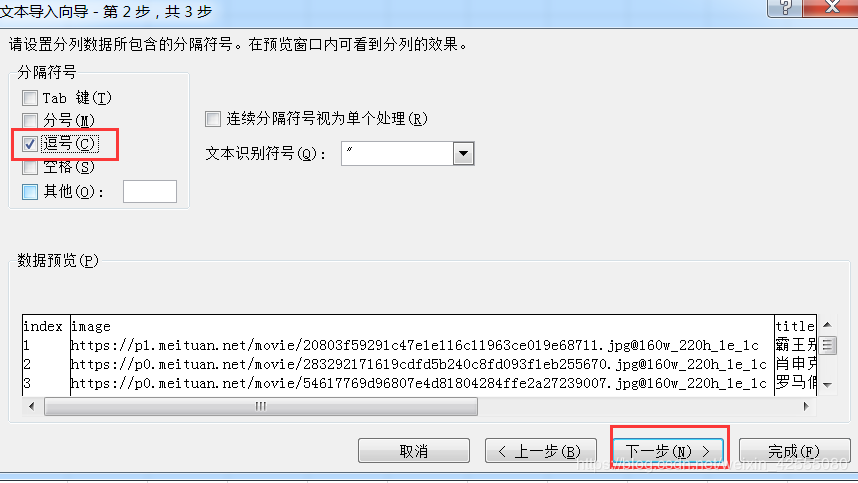 文本导入向导 - 第 2 步，共 3 步
请设置分列数据所包含的分隔符号。在预览窗口内可看到分列的效果。
分隔符号
Tab 键(T)
分号(M)
连续分隔符号视为单个处理(R)
逗号(C)
文本识别符号(Q)： "
空格(S)
其他(O)：
数据预览(P)
index image title
1 https://p1.meituan.net/movie/20803f59291c47e1e116c11963ce019e68711.jpg@160w_220h_1e_1c 霸王别
2 https://p0.meituan.net/movie/283292171619cdfd5b240c8fd093f1eb255670.jpg@160w_220h_1e_1c 肖申克
3 https://p0.meituan.net/movie/54617769d96807e4d81804284ffe2a27239007.jpg@160w_220h_1e_1c 罗马假
取消 < 上一步(B) 下一步(N) > 完成(F)
https://blog.csdn.net/weixin_42555080